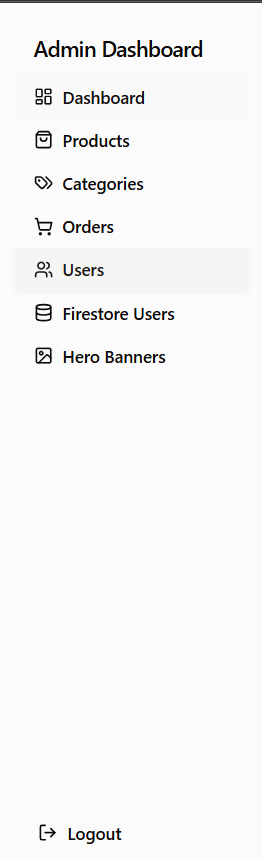 Admin Dashboard
Dashboard
Products
Categories
Orders
Users
Firestore Users
Hero Banners
Logout